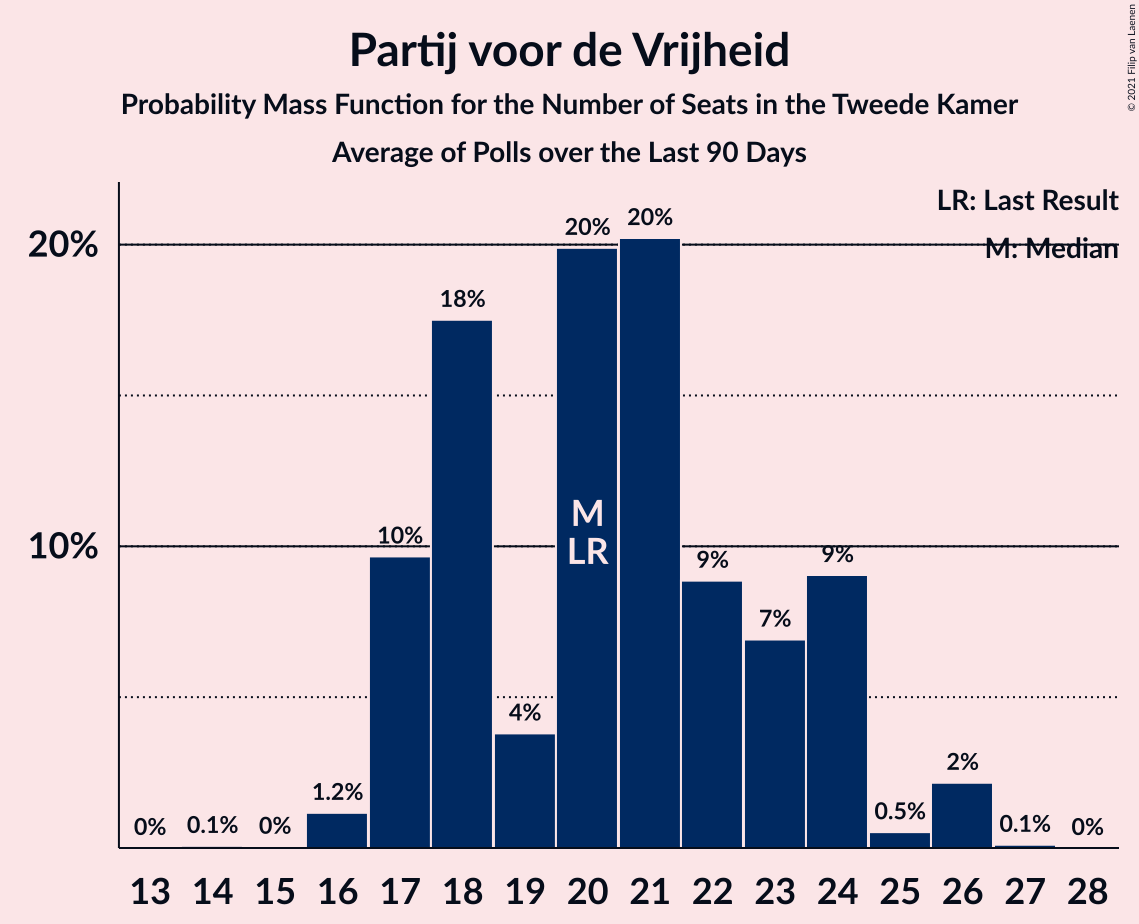 Partij voor de Vrijheid
Probability Mass Function for the Number of Seats in the Tweede Kamer
Average of Polls over the Last 90 Days
© 2021 Filip van Laenen
LR: Last Result
M: Median
20%
10%
0%
0.1%
0%
1.2%
10%
18%
4%
20%
20%
9%
7%
9%
0.5%
2%
0.1%
0%
M
LR
13 14 15 16 17 18 19 20 21 22 23 24 25 26 27 28